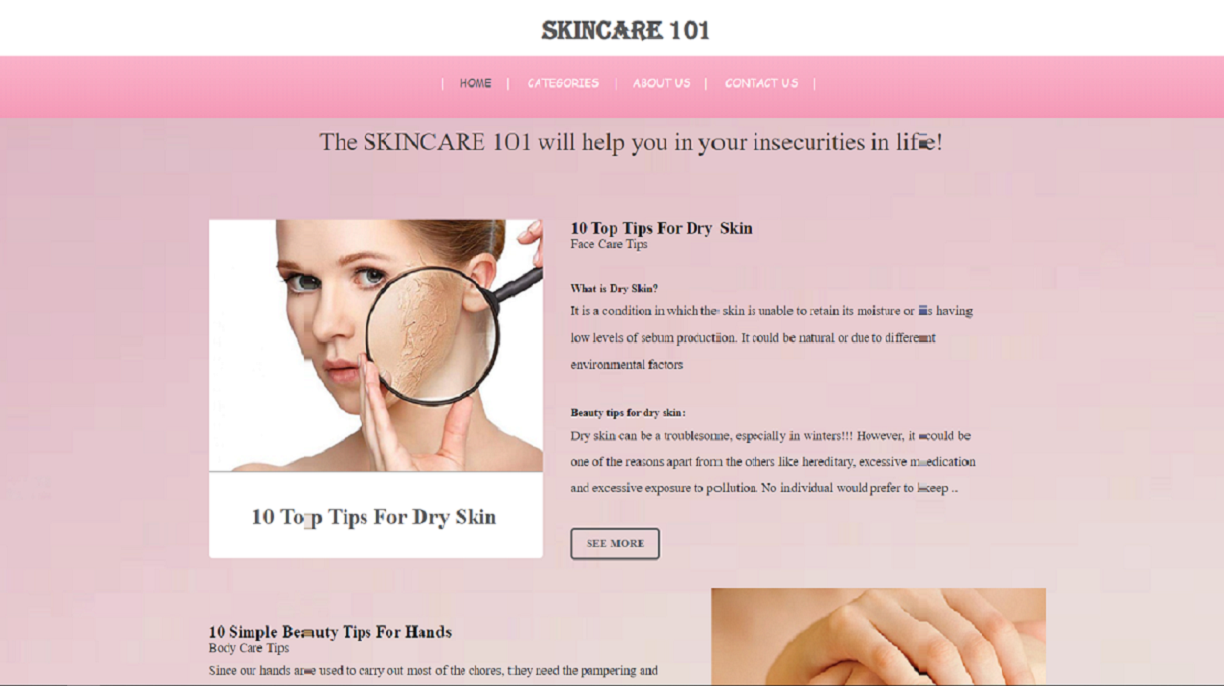 SKINCARE 101
| HOME | CATEGORIES | ABOUT US | CONTACT US |
The SKINCARE 101 will help you in your insecurities in life!
10 Top Tips For Dry Skin
Face Care Tips
What is Dry Skin?
It is a condition in which the skin is unable to retain its moisture or is having
low levels of sebum production. It could be natural or due to different
environmental factors
Beauty tips for dry skin:
Dry skin can be a troublesome, especially in winters!!! However, it could be
one of the reasons apart from the others like hereditary, excessive medication
and excessive exposure to pollution. No individual would prefer to keep ..
SEE MORE
10 Top Tips For Dry Skin
10 Simple Beauty Tips For Hands
Body Care Tips
Since our hands are used to carry out most of the chores, they need the pampering and